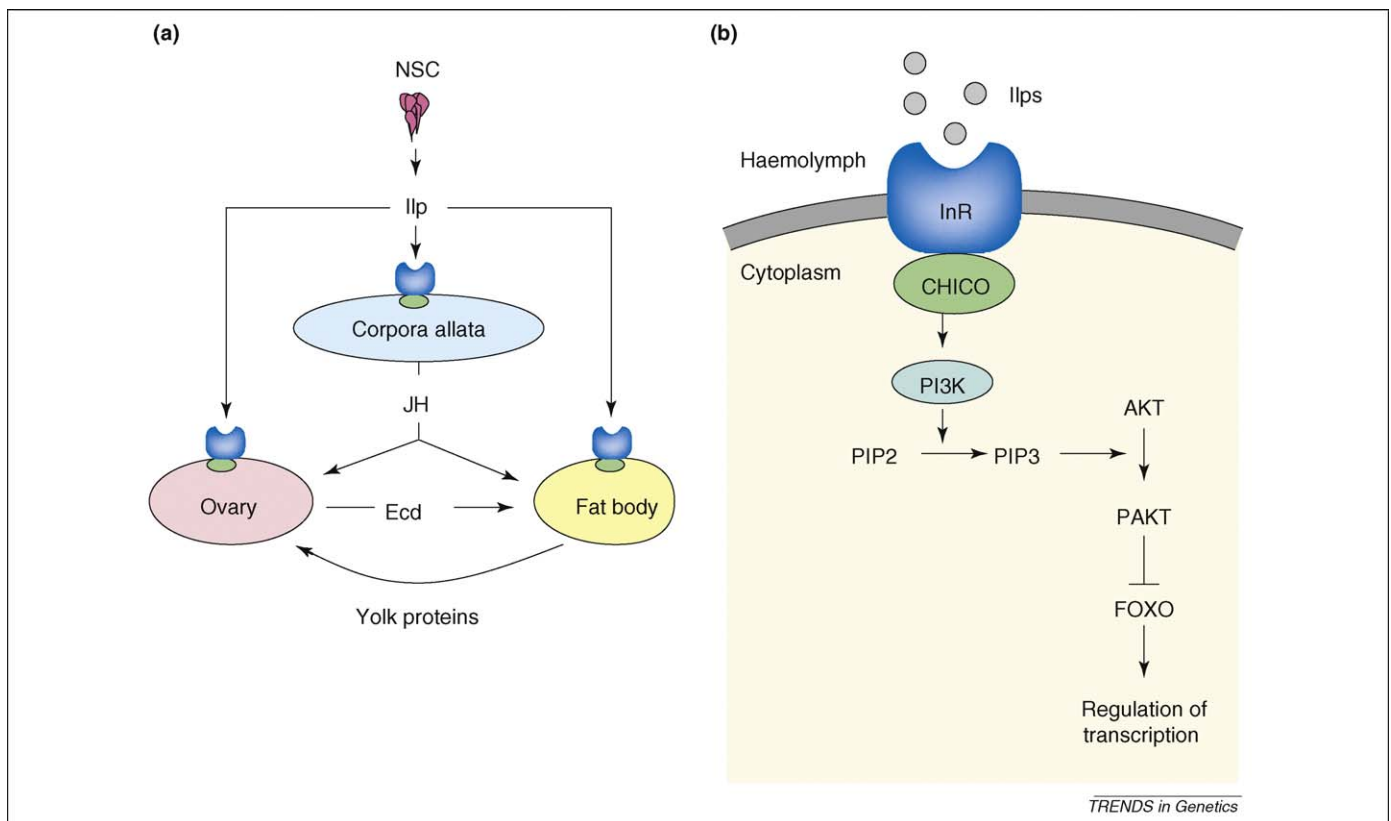 (a)
NSC
Ilp
Corpora allata
JH
Ovary
Ecd
Fat body
Yolk proteins
(b)
Ilps
Haemolymph
InR
Cytoplasm
CHICO
PI3K
AKT
PIP2
PIP3
PAKT
FOXO
Regulation of
transcription
TRENDS in Genetics